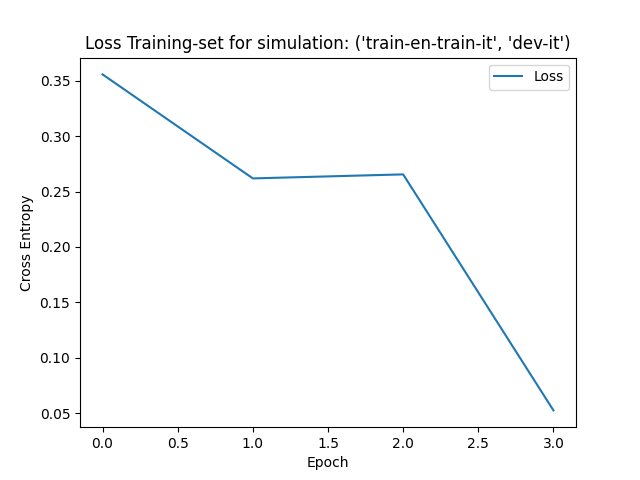 Loss Training-set for simulation: ('train-en-train-it', 'dev-it')
Loss
0.35
0.30
0.25
0.20
0.15
0.10
0.05
Cross Entropy
0.0 0.5 1.0 1.5 2.0 2.5 3.0
Epoch